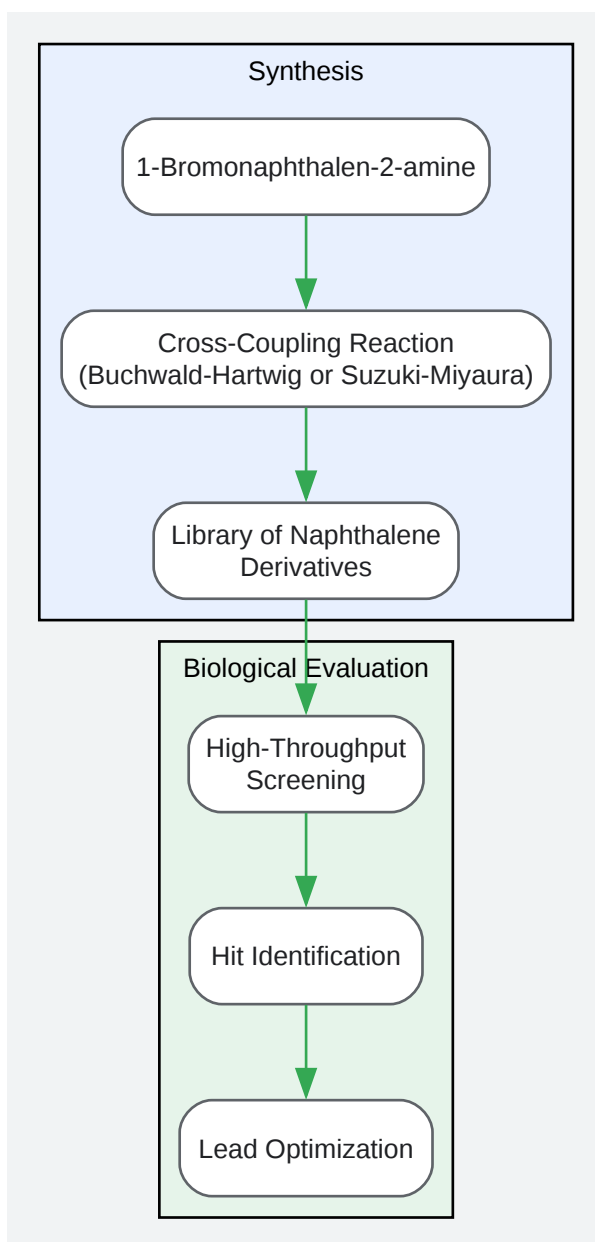 Synthesis
1-Bromonaphthalen-2-amine
Cross-Coupling Reaction
(Buchwald-Hartwig or Suzuki-Miyaura)
Library of Naphthalene
Derivatives
Biological Evaluation
High-Throughput
Screening
Hit Identification
Lead Optimization